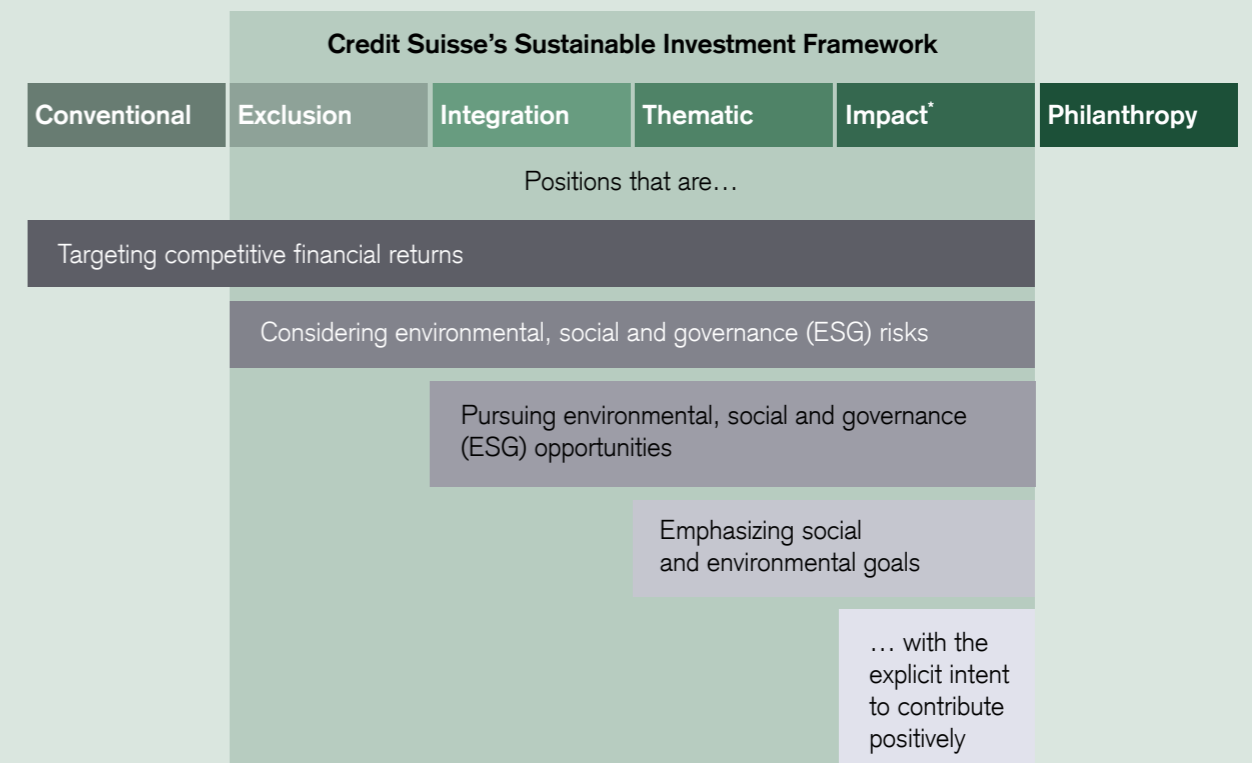 Credit Suisse’s Sustainable Investment Framework
Conventional
Exclusion
Integration
Thematic
Impact*
Philanthropy
Positions that are…
Targeting competitive financial returns
Considering environmental, social and governance (ESG) risks
Pursuing environmental, social and governance
(ESG) opportunities
Emphasizing social
and environmental goals
… with the
explicit intent
to contribute
positively